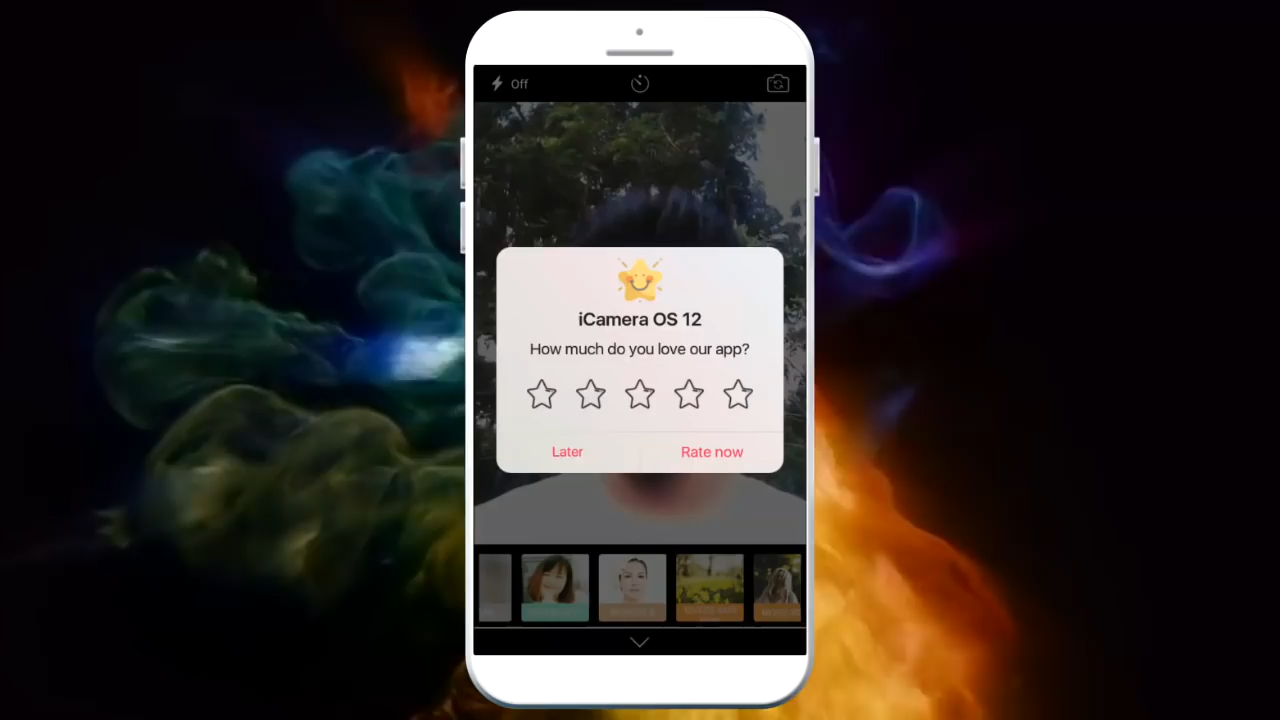 Off
iCamera OS 12
How much do you love our app?
Later
Rate now